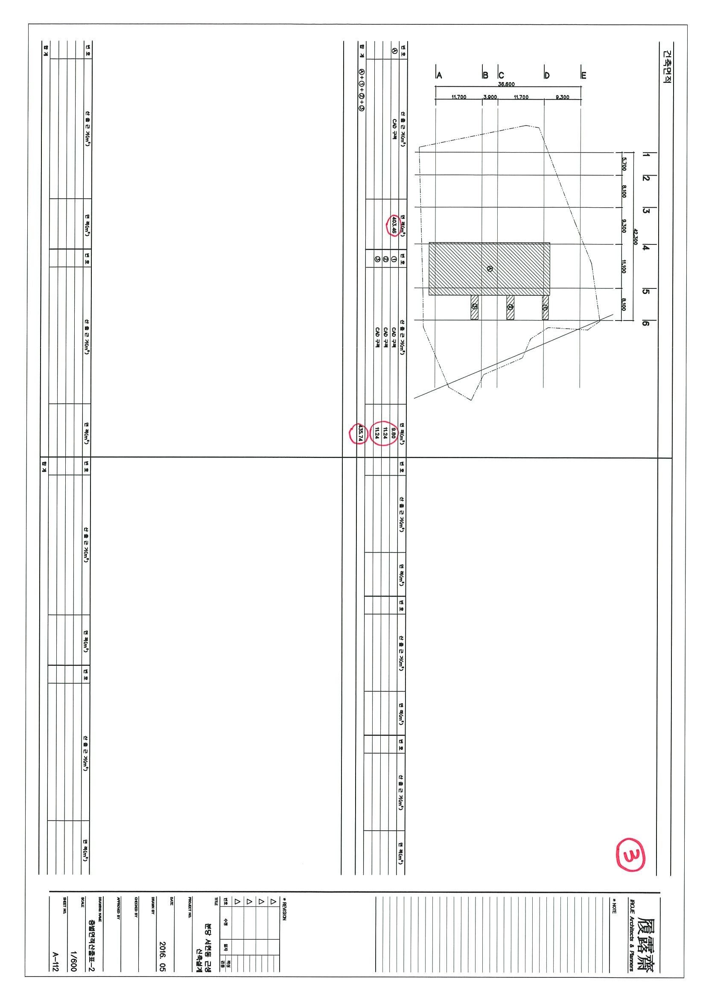 건축면적
A
B
C
D
E
36.600
11.700
3.900
11.700
9.300
1
2
3
4
5
6
5.700
8.100
9.300
11.100
8.100
42.300
Ⓐ
①
②
③
번 호
산 출 근 거(m²)
면 적(m²)
번 호
산 출 근 거(m²)
면 적(m²)
Ⓐ CAD 구적 403.46 ① CAD 구적 9.80
② CAD 구적 11.24
③ CAD 구적 11.24
합 계 Ⓐ+①+②+③ 435.74
번 호
산 출 근 거(m²)
면 적(m²)
번 호
산 출 근 거(m²)
면 적(m²)
번 호
산 출 근 거(m²)
면 적(m²)
번 호
산 출 근 거(m²)
면 적(m²)
번 호
산 출 근 거(m²)
면 적(m²)
합 계
번 호
산 출 근 거(m²)
면 적(m²)
번 호
산 출 근 거(m²)
면 적(m²)
합 계
3
履露齋
IROJE Architects & Planners
* NOTE
* REVISION
번호 수정 일자 작성 검증
TITLE
분당 서현동 근생
신축설계
PROJECT NO.
DATE
2016. 05
DRAWN BY
CHECKED BY
APPROVED BY
DRAWING NAME
층별면적산출표-2
SCALE
1/600
SHEET NO.
A-112